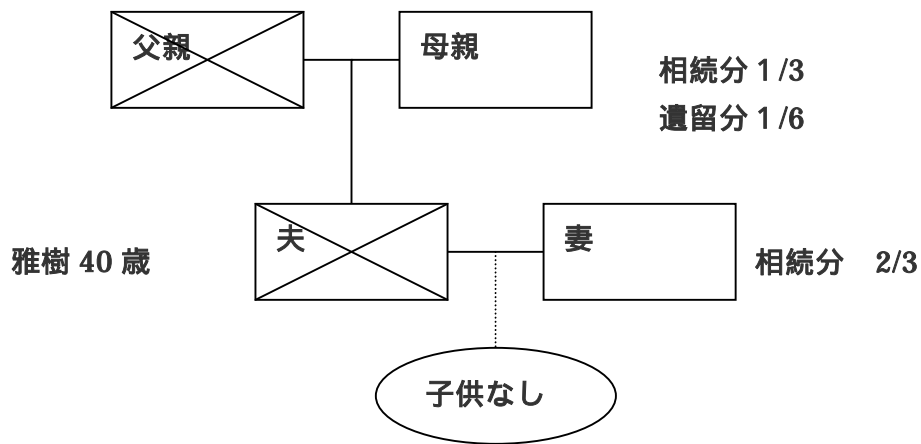 父親
母親
相続分１/3
遺留分１/6
雅樹 40 歳
夫
妻
相続分　2/3
子供なし